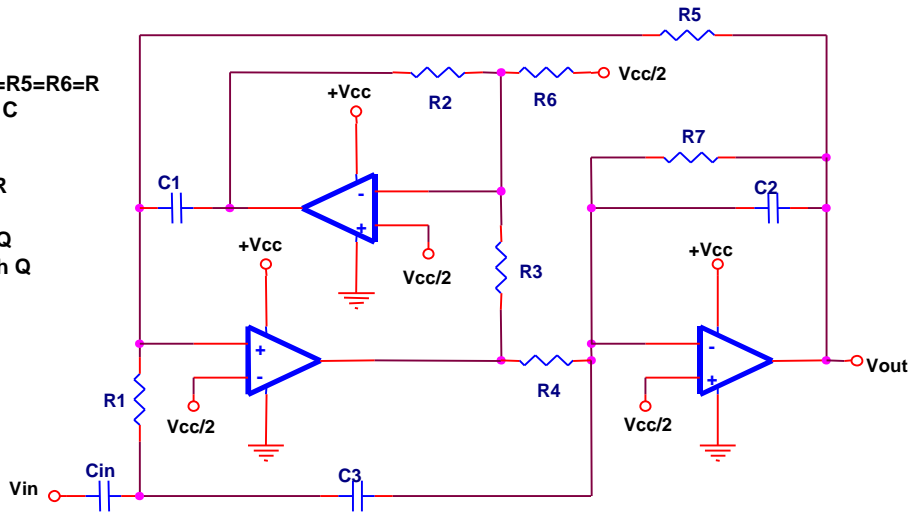 R5
=R5=R6=R
C
R2
R6
Vcc/2
+Vcc
R7
C1
R
C2
-
+
Q
h Q
+Vcc
Vcc/2
R3
+Vcc
+
-
-
+
R1
R4
Vout
Vcc/2
Vcc/2
Cin
C3
Vin